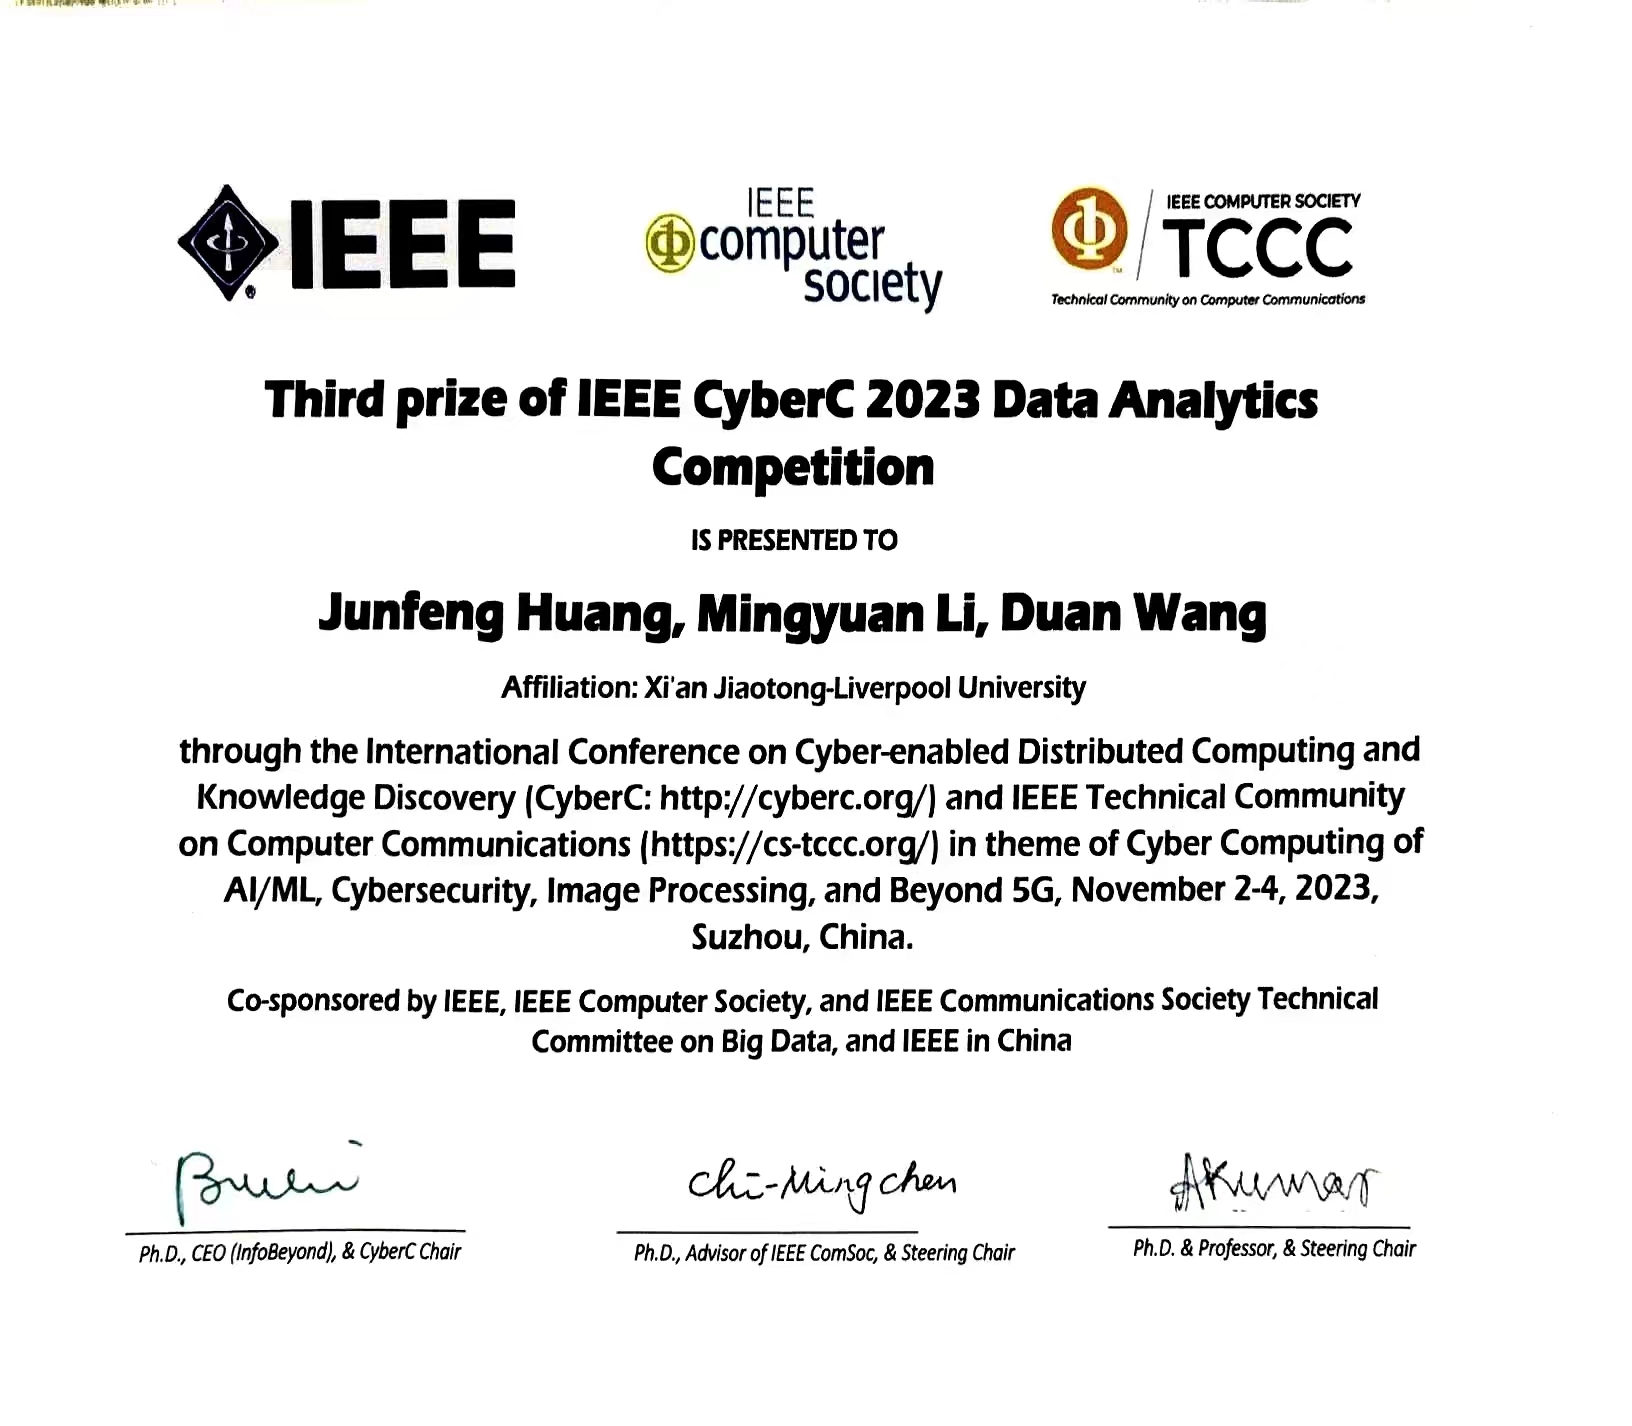 IEEE
IEEE
computer
society
IEEE COMPUTER SOCIETY
TCCC
Technical Community on Computer Communications
Third prize of IEEE CyberC 2023 Data Analytics
Competition
IS PRESENTED TO
Junfeng Huang, Mingyuan Li, Duan Wang
Affiliation: Xi'an Jiaotong-Liverpool University
through the International Conference on Cyber-enabled Distributed Computing and
Knowledge Discovery (CyberC: http://cyberc.org/) and IEEE Technical Community
on Computer Communications (https://cs-tccc.org/) in theme of Cyber Computing of
AI/ML, Cybersecurity, Image Processing, and Beyond 5G, November 2-4, 2023,
Suzhou, China.
Co-sponsored by IEEE, IEEE Computer Society, and IEEE Communications Society Technical
Committee on Big Data, and IEEE in China
Chi-Ming Chen
AKumar
Ph.D., CEO (InfoBeyond), & CyberC Chair
Ph.D., Advisor of IEEE ComSoc, & Steering Chair
Ph.D. & Professor, & Steering Chair